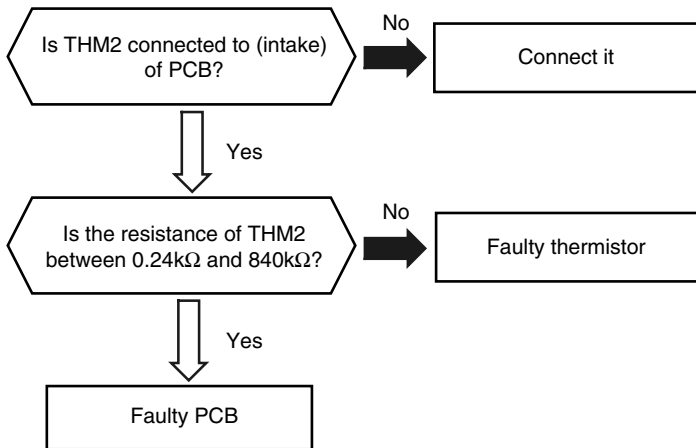 Is THM2 connected to (intake)
of PCB?
No
Connect it
Yes
Is the resistance of THM2
between 0.24kΩ and 840kΩ?
No
Faulty thermistor
Yes
Faulty PCB